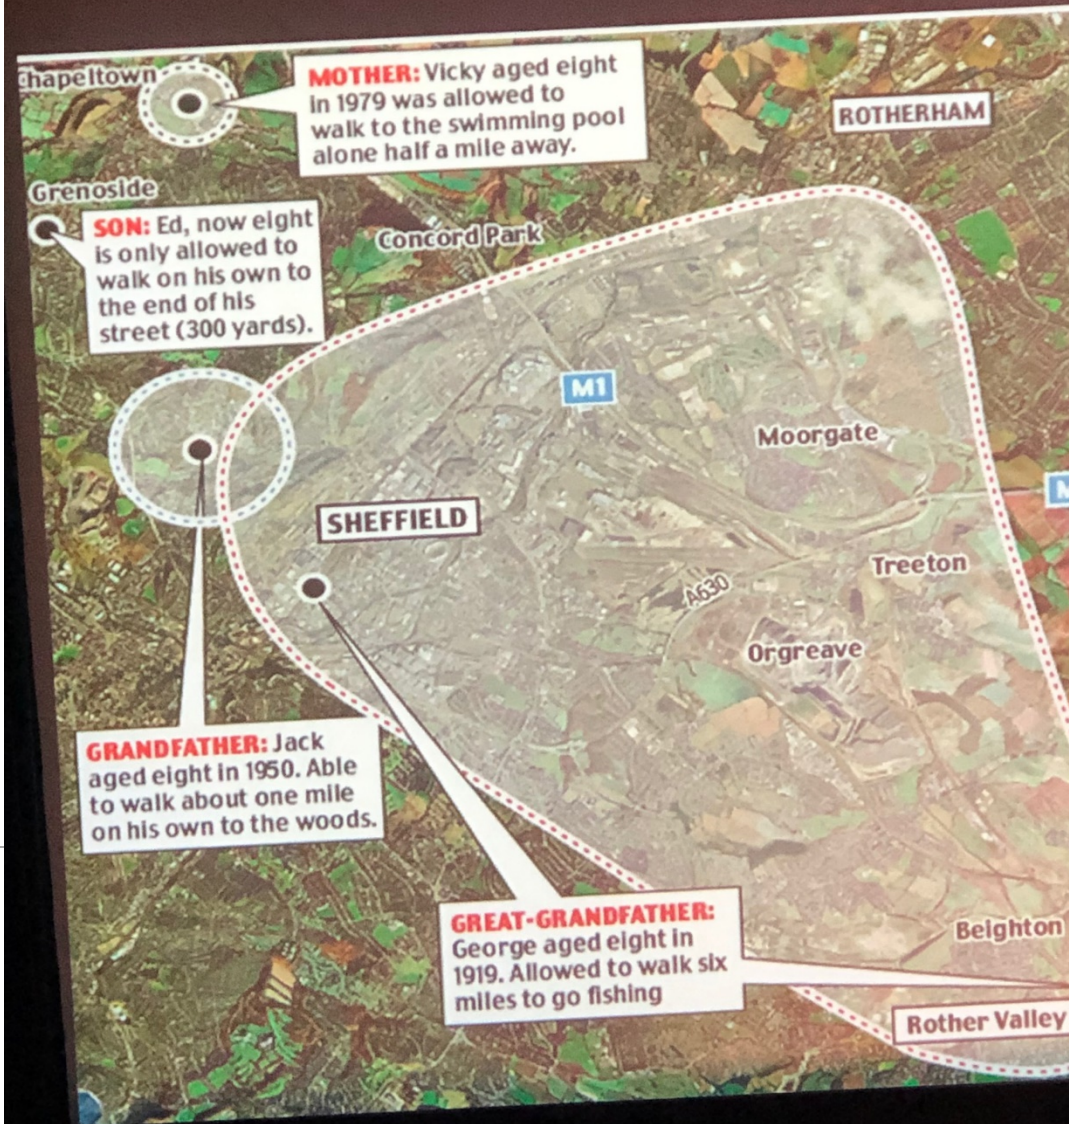 Chapeltown
MOTHER: Vicky aged eight
in 1979 was allowed to
walk to the swimming pool
alone half a mile away.
ROTHERHAM
Grenoside
SON: Ed, now eight
is only allowed to
walk on his own to
the end of his
street (300 yards).
Concord Park
M1
Moorgate
M
SHEFFIELD
Treeton
A630
Orgreave
GRANDFATHER: Jack
aged eight in 1950. Able
to walk about one mile
on his own to the woods.
GREAT-GRANDFATHER:
George aged eight in
1919. Allowed to walk six
miles to go fishing
Beighton
Rother Valley